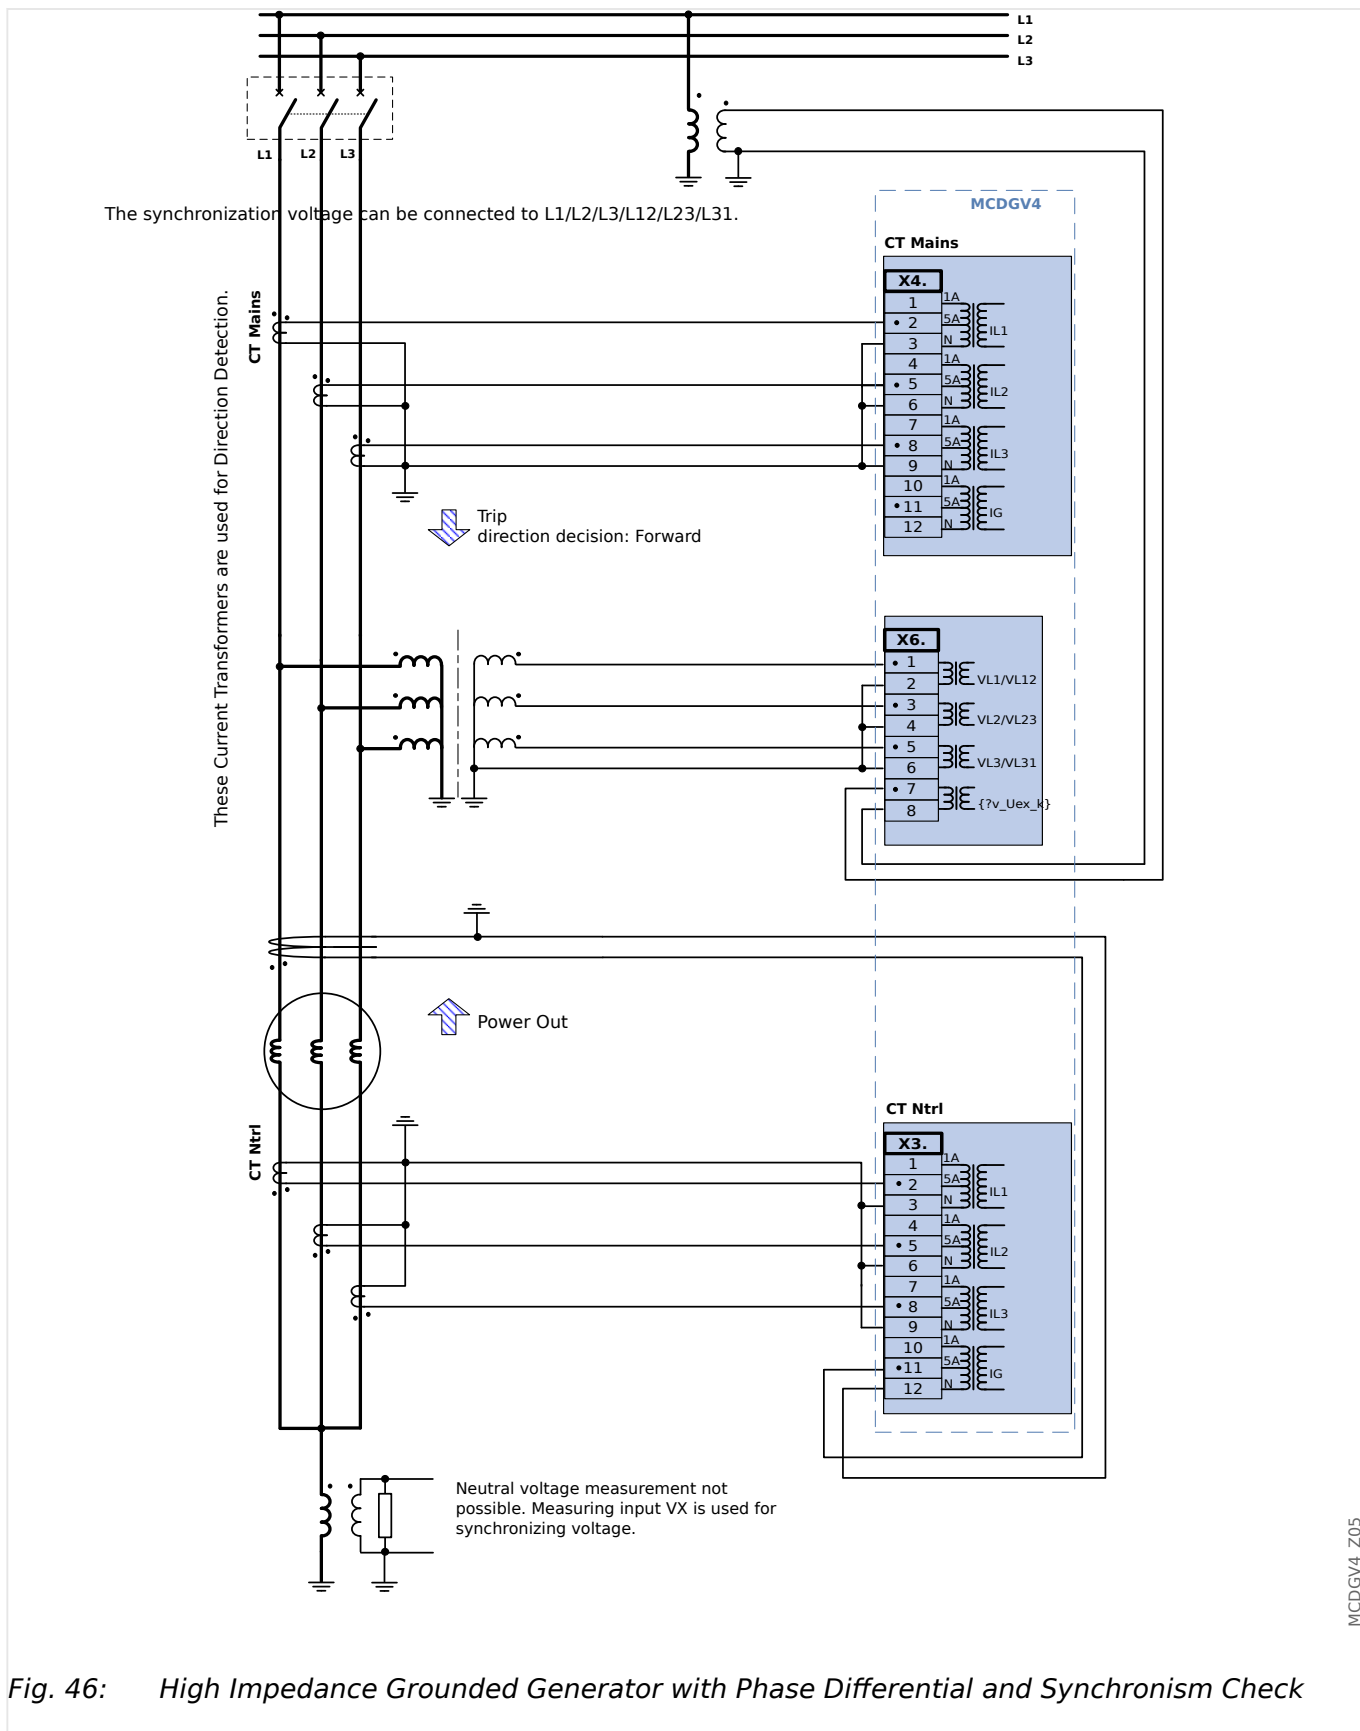 L1
L2
L3
L1 L2 L3
The synchronization voltage can be connected to L1/L2/L3/L12/L23/L31.
MCDGV4
CT Mains
CT Mains
These Current Transformers are used for Direction Detection.
X4.
1 1A
2 5A IL1
3 N
4 1A
5 5A IL2
6 N
7 1A
8 5A IL3
9 N
10 1A
11 5A IG
12 N
Trip
direction decision: Forward
X6.
1
2 VL1/VL12
3
4 VL2/VL23
5
6 VL3/VL31
7
8 {?v_Uex_k}
Power Out
CT Ntrl
CT Ntrl
X3.
1 1A
2 5A IL1
3 N
4 1A
5 5A IL2
6 N
7 1A
8 5A IL3
9 N
10 1A
11 5A IG
12 N
Neutral voltage measurement not
possible. Measuring input VX is used for
synchronizing voltage.
MCDGV4_Z05
Fig. 46: High Impedance Grounded Generator with Phase Differential and Synchronism Check